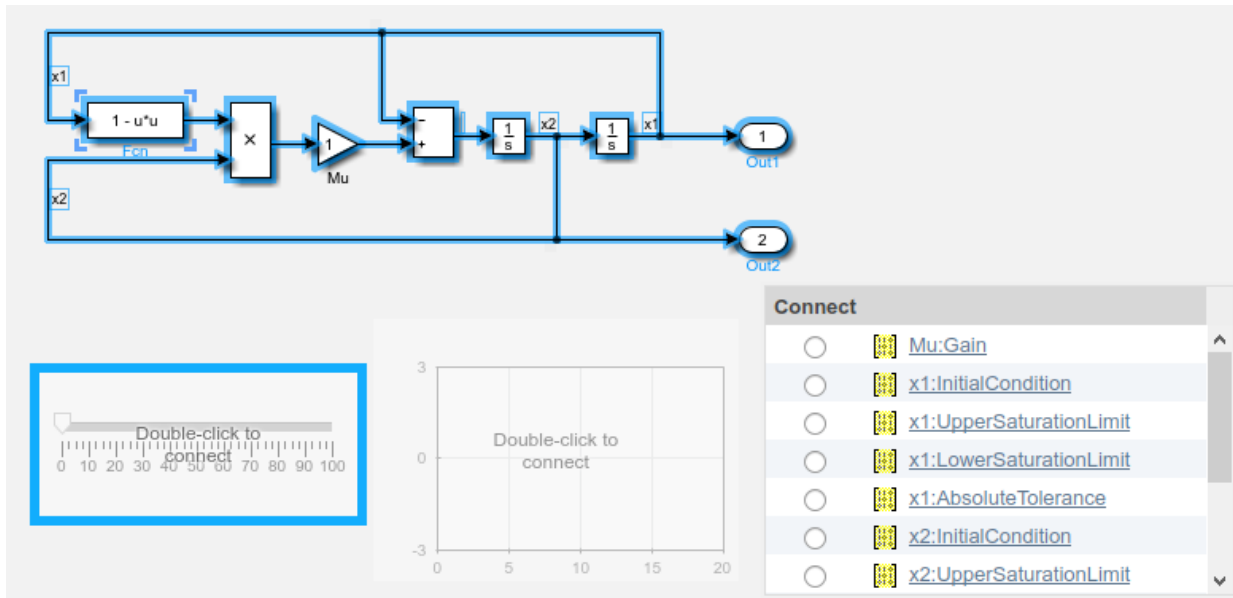 x1
1 - u*u
Fcn
×
1
Mu
−
+
1
s
x2
1
s
x1
1
Out1
x2
2
Out2
Double-click to
connect
0 10 20 30 40 50 60 70 80 90 100
3
0
-3
Double-click to
connect
0 5 10 15 20
Connect
Mu:Gain
x1:InitialCondition
x1:UpperSaturationLimit
x1:LowerSaturationLimit
x1:AbsoluteTolerance
x2:InitialCondition
x2:UpperSaturationLimit